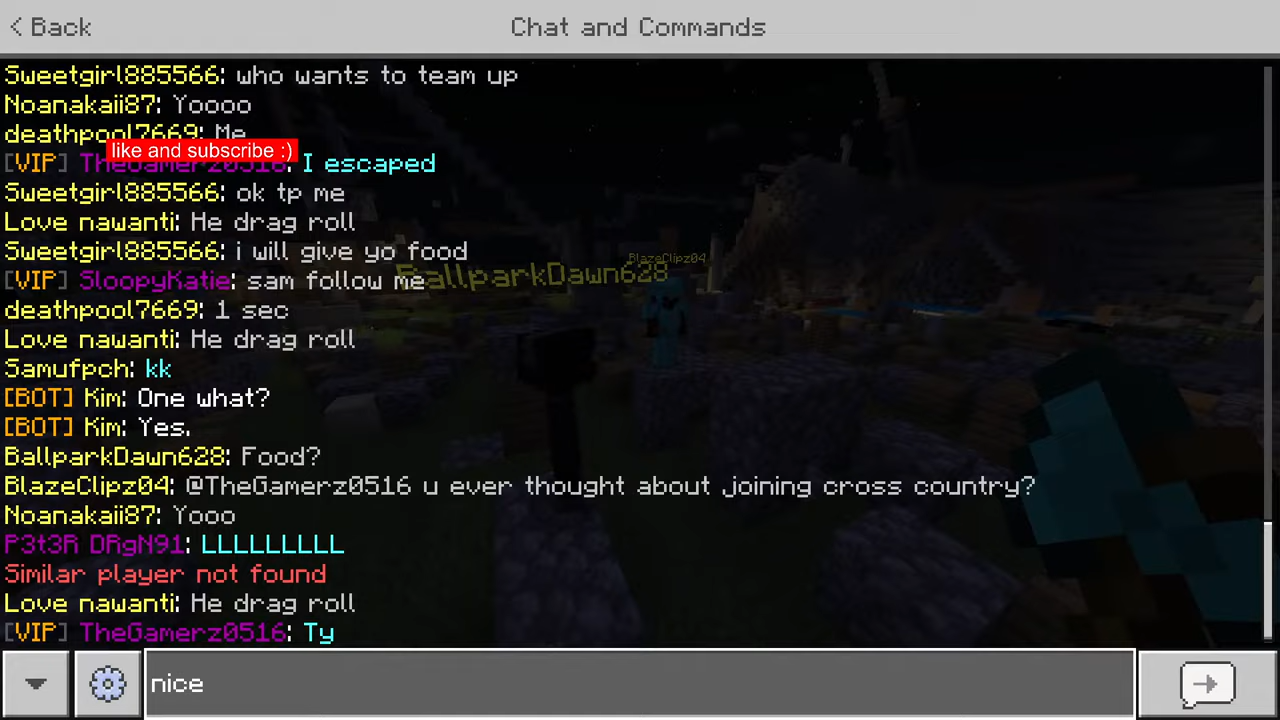 < Back
Chat and Commands
Sweetgirl885566: who wants to team up
Noanakaii87: Yoooo
deathpool7669: Me
like and subscribe :)
[VIP] TheGamerz0516: I escaped
Sweetgirl885566: ok tp me
Love nawanti: He drag roll
Sweetgirl885566: i will give yo food
BlazeClipz04
[VIP] SloopyKatie: sam follow me
BallparkDawn628
deathpool7669: 1 sec
Love nawanti: He drag roll
Samufpch: kk
[BOT] Kim: One what?
[BOT] Kim: Yes.
BallparkDawn628: Food?
BlazeClipz04: @TheGamerz0516 u ever thought about joining cross country?
Noanakaii87: Yooo
P3t3R DRgN91: LLLLLLLLL
Similar player not found
Love nawanti: He drag roll
[VIP] TheGamerz0516: Ty
nice